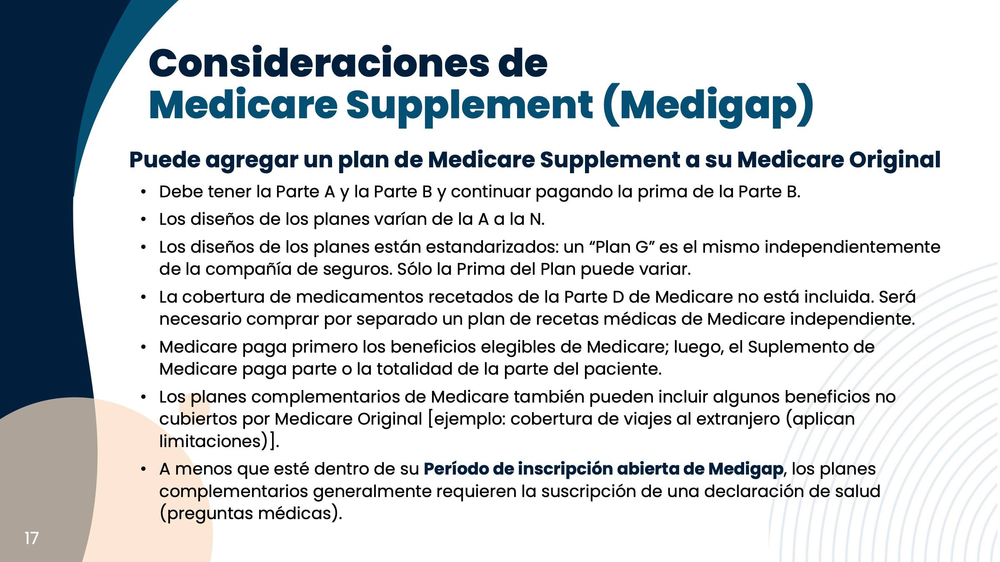 Consideraciones de
Medicare Supplement (Medigap)
Puede agregar un plan de Medicare Supplement a su Medicare Original
• Debe tener la Parte A y la Parte B y continuar pagando la prima de la Parte B.
• Los diseños de los planes varían de la A a la N.
• Los diseños de los planes están estandarizados: un “Plan G” es el mismo independientemente
de la compañía de seguros. Sólo la Prima del Plan puede variar.
• La cobertura de medicamentos recetados de la Parte D de Medicare no está incluida. Será
necesario comprar por separado un plan de recetas médicas de Medicare independiente.
• Medicare paga primero los beneficios elegibles de Medicare; luego, el Suplemento de
Medicare paga parte o la totalidad de la parte del paciente.
• Los planes complementarios de Medicare también pueden incluir algunos beneficios no
cubiertos por Medicare Original [ejemplo: cobertura de viajes al extranjero (aplican
limitaciones)].
• A menos que esté dentro de su Período de inscripción abierta de Medigap, los planes
complementarios generalmente requieren la suscripción de una declaración de salud
(preguntas médicas).
17